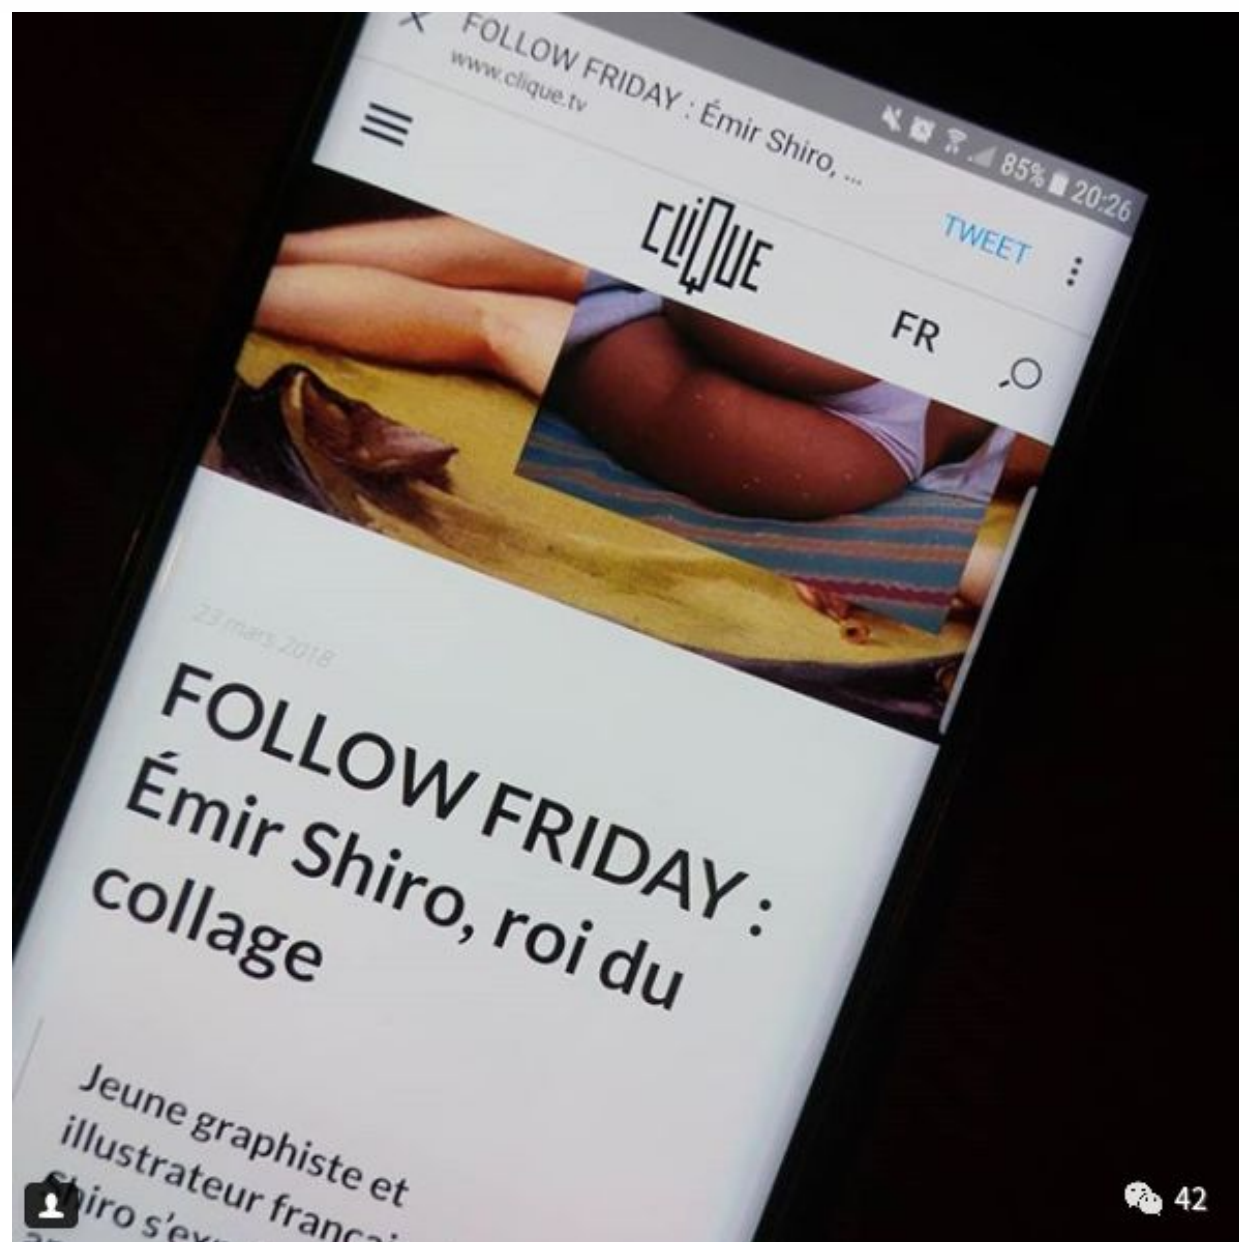 FOLLOW FRIDAY : Émir Shiro, ...
www.clique.tv
85% 20:26
TWEET
CLIQUE
FR
23 mars 2018
FOLLOW FRIDAY :
Émir Shiro, roi du
collage
Jeune graphiste et
illustrateur
Shiro
42